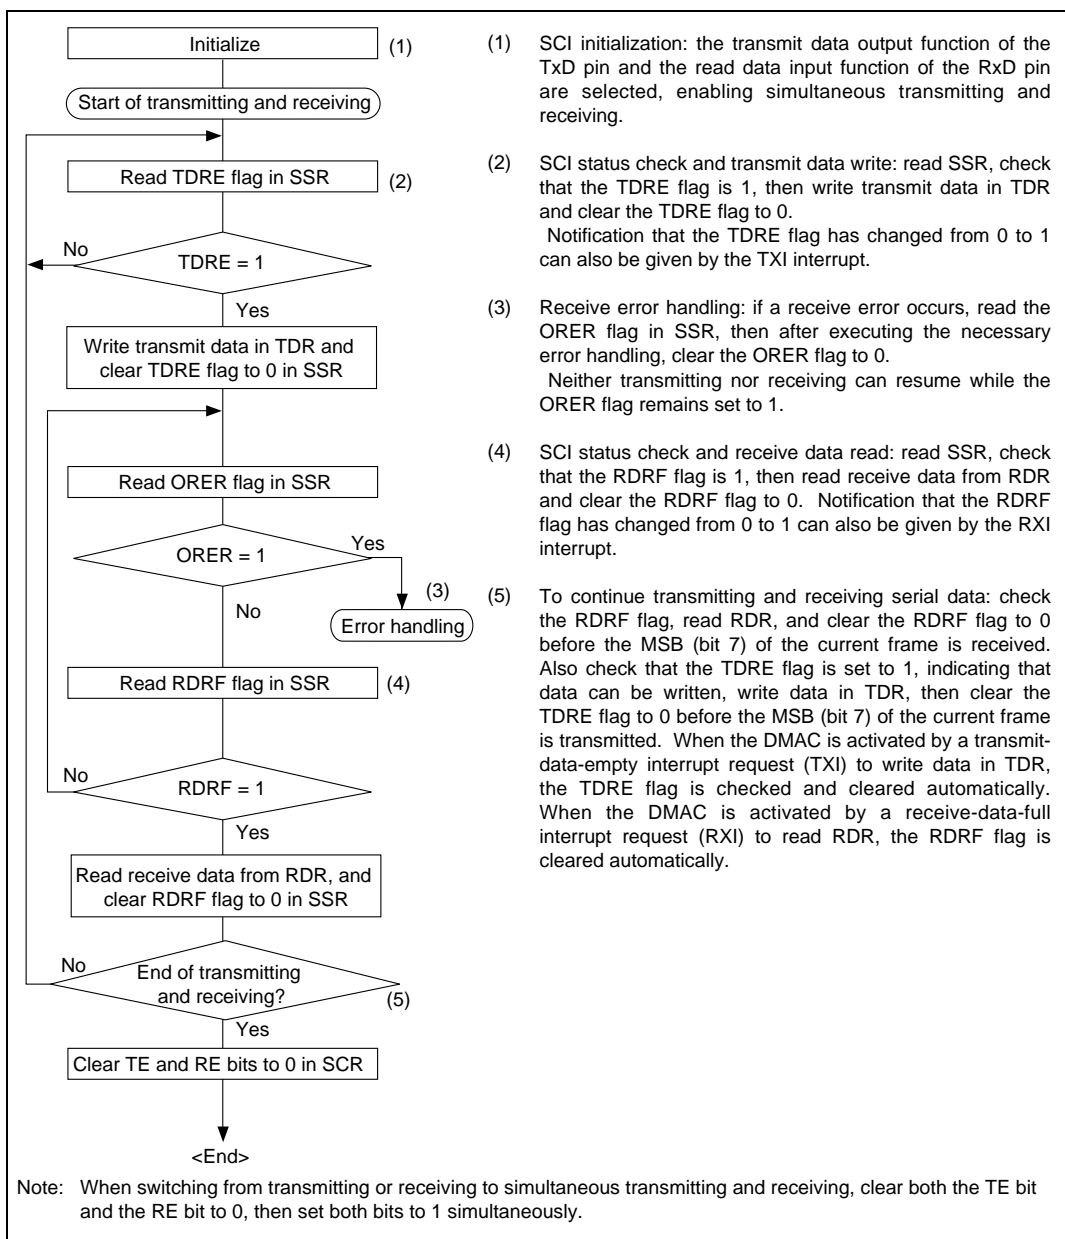 Initialize
(1)
Start of transmitting and receiving
Read TDRE flag in SSR
(2)
No
TDRE = 1
Yes
Write transmit data in TDR and
clear TDRE flag to 0 in SSR
Read ORER flag in SSR
Yes
ORER = 1
(3)
No
Error handling
Read RDRF flag in SSR
(4)
No
RDRF = 1
Yes
Read receive data from RDR, and
clear RDRF flag to 0 in SSR
No
End of transmitting
and receiving?
(5)
Yes
Clear TE and RE bits to 0 in SCR
<End>
(1) SCI initialization: the transmit data output function of the
TxD pin and the read data input function of the RxD pin
are selected, enabling simultaneous transmitting and
receiving.
(2) SCI status check and transmit data write: read SSR, check
that the TDRE flag is 1, then write transmit data in TDR
and clear the TDRE flag to 0.
Notification that the TDRE flag has changed from 0 to 1
can also be given by the TXI interrupt.
(3) Receive error handling: if a receive error occurs, read the
ORER flag in SSR, then after executing the necessary
error handling, clear the ORER flag to 0.
Neither transmitting nor receiving can resume while the
ORER flag remains set to 1.
(4) SCI status check and receive data read: read SSR, check
that the RDRF flag is 1, then read receive data from RDR
and clear the RDRF flag to 0. Notification that the RDRF
flag has changed from 0 to 1 can also be given by the RXI
interrupt.
(5) To continue transmitting and receiving serial data: check
the RDRF flag, read RDR, and clear the RDRF flag to 0
before the MSB (bit 7) of the current frame is received.
Also check that the TDRE flag is set to 1, indicating that
data can be written, write data in TDR, then clear the
TDRE flag to 0 before the MSB (bit 7) of the current frame
is transmitted. When the DMAC is activated by a transmit-
data-empty interrupt request (TXI) to write data in TDR,
the TDRE flag is checked and cleared automatically.
When the DMAC is activated by a receive-data-full
interrupt request (RXI) to read RDR, the RDRF flag is
cleared automatically.
Note: When switching from transmitting or receiving to simultaneous transmitting and receiving, clear both the TE bit
and the RE bit to 0, then set both bits to 1 simultaneously.